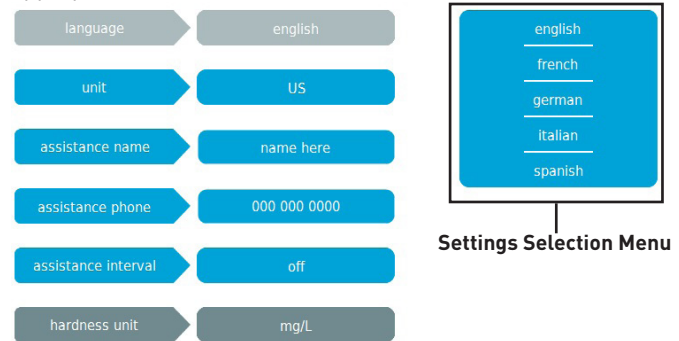 language english
unit US
assistance name name here
assistance phone 000 000 0000
assistance interval off
hardness unit mg/L
english
french
german
italian
spanish
Settings Selection Menu